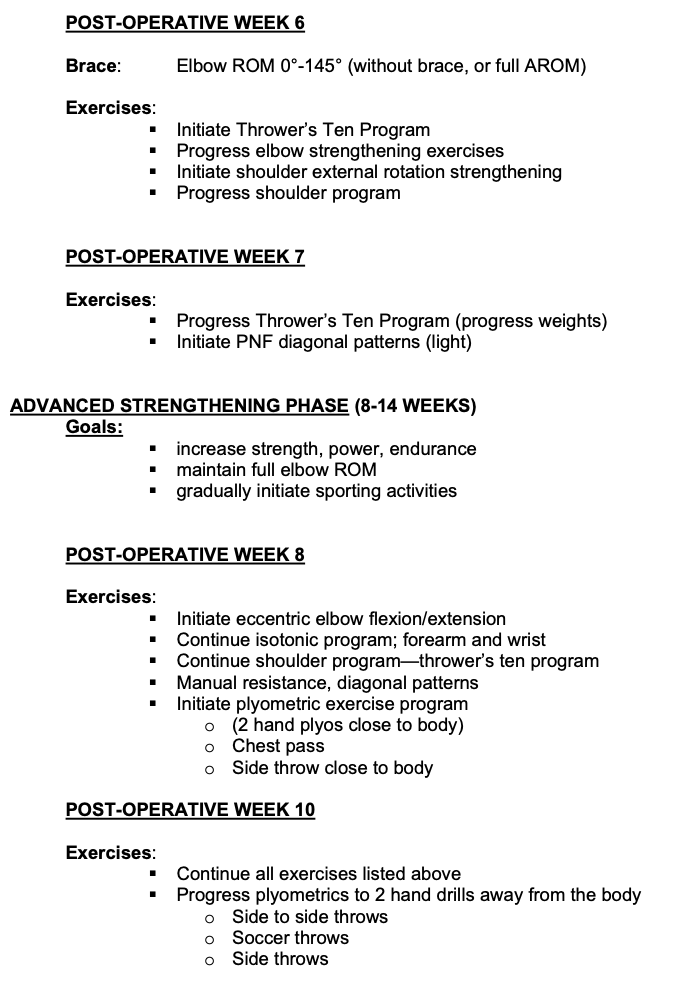 POST-OPERATIVE WEEK 6
Brace: Elbow ROM 0°-145° (without brace, or full AROM)
Exercises:
▪ Initiate Thrower’s Ten Program
▪ Progress elbow strengthening exercises
▪ Initiate shoulder external rotation strengthening
▪ Progress shoulder program
POST-OPERATIVE WEEK 7
Exercises:
▪ Progress Thrower’s Ten Program (progress weights)
▪ Initiate PNF diagonal patterns (light)
ADVANCED STRENGTHENING PHASE (8-14 WEEKS)
Goals:
▪ increase strength, power, endurance
▪ maintain full elbow ROM
▪ gradually initiate sporting activities
POST-OPERATIVE WEEK 8
Exercises:
▪ Initiate eccentric elbow flexion/extension
▪ Continue isotonic program; forearm and wrist
▪ Continue shoulder program—thrower’s ten program
▪ Manual resistance, diagonal patterns
▪ Initiate plyometric exercise program
o (2 hand plyos close to body)
o Chest pass
o Side throw close to body
POST-OPERATIVE WEEK 10
Exercises:
▪ Continue all exercises listed above
▪ Progress plyometrics to 2 hand drills away from the body
o Side to side throws
o Soccer throws
o Side throws